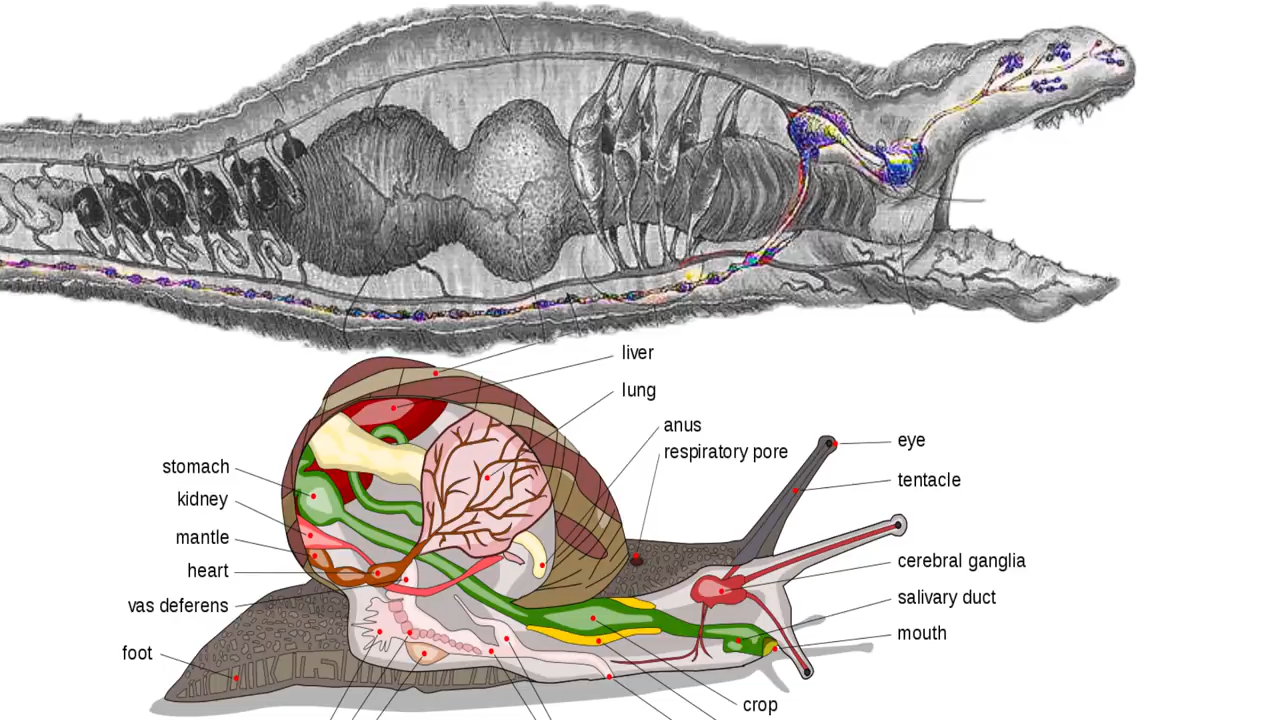 liver
lung
anus
respiratory pore
eye
stomach
tentacle
kidney
mantle
cerebral ganglia
heart
salivary duct
vas deferens
mouth
foot
crop